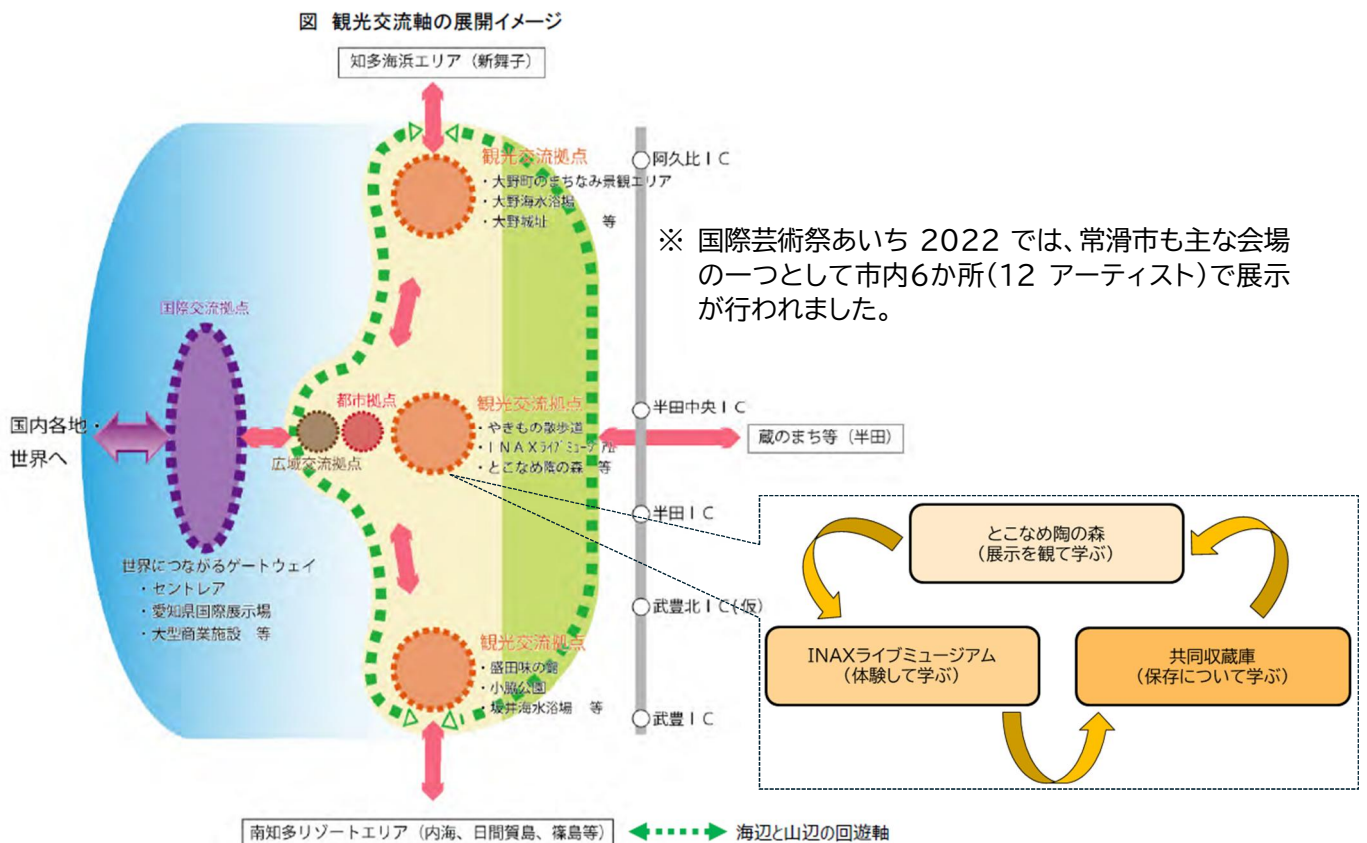 図 観光交流軸の展開イメージ
知多海浜エリア（新舞子）
観光交流拠点
・大野町のまちなみ景観エリア
・大野海水浴場
・大野城址 等
阿久比ＩＣ
※ 国際芸術祭あいち 2022 では、常滑市も主な会場
の一つとして市内6か所(12 アーティスト)で展示
が行われました。
国際交流拠点
国内各地・
世界へ
都市拠点
広域交流拠点
観光交流拠点
・やきもの散歩道
・ＩＮＡＸﾗｲﾌﾞﾐｭｰｼﾞｱﾑ
・とこなめ陶の森 等
半田中央ＩＣ
蔵のまち等（半田）
半田ＩＣ
世界につながるゲートウェイ
・セントレア
・愛知県国際展示場
・大型商業施設 等
武豊北ＩＣ(仮)
観光交流拠点
・盛田味の館
・小脇公園
・坂井海水浴場 等
武豊ＩＣ
とこなめ陶の森
（展示を観て学ぶ）
INAXライブミュージアム
（体験して学ぶ）
共同収蔵庫
（保存について学ぶ）
南知多リゾートエリア（内海、日間賀島、篠島等）
海辺と山辺の回遊軸